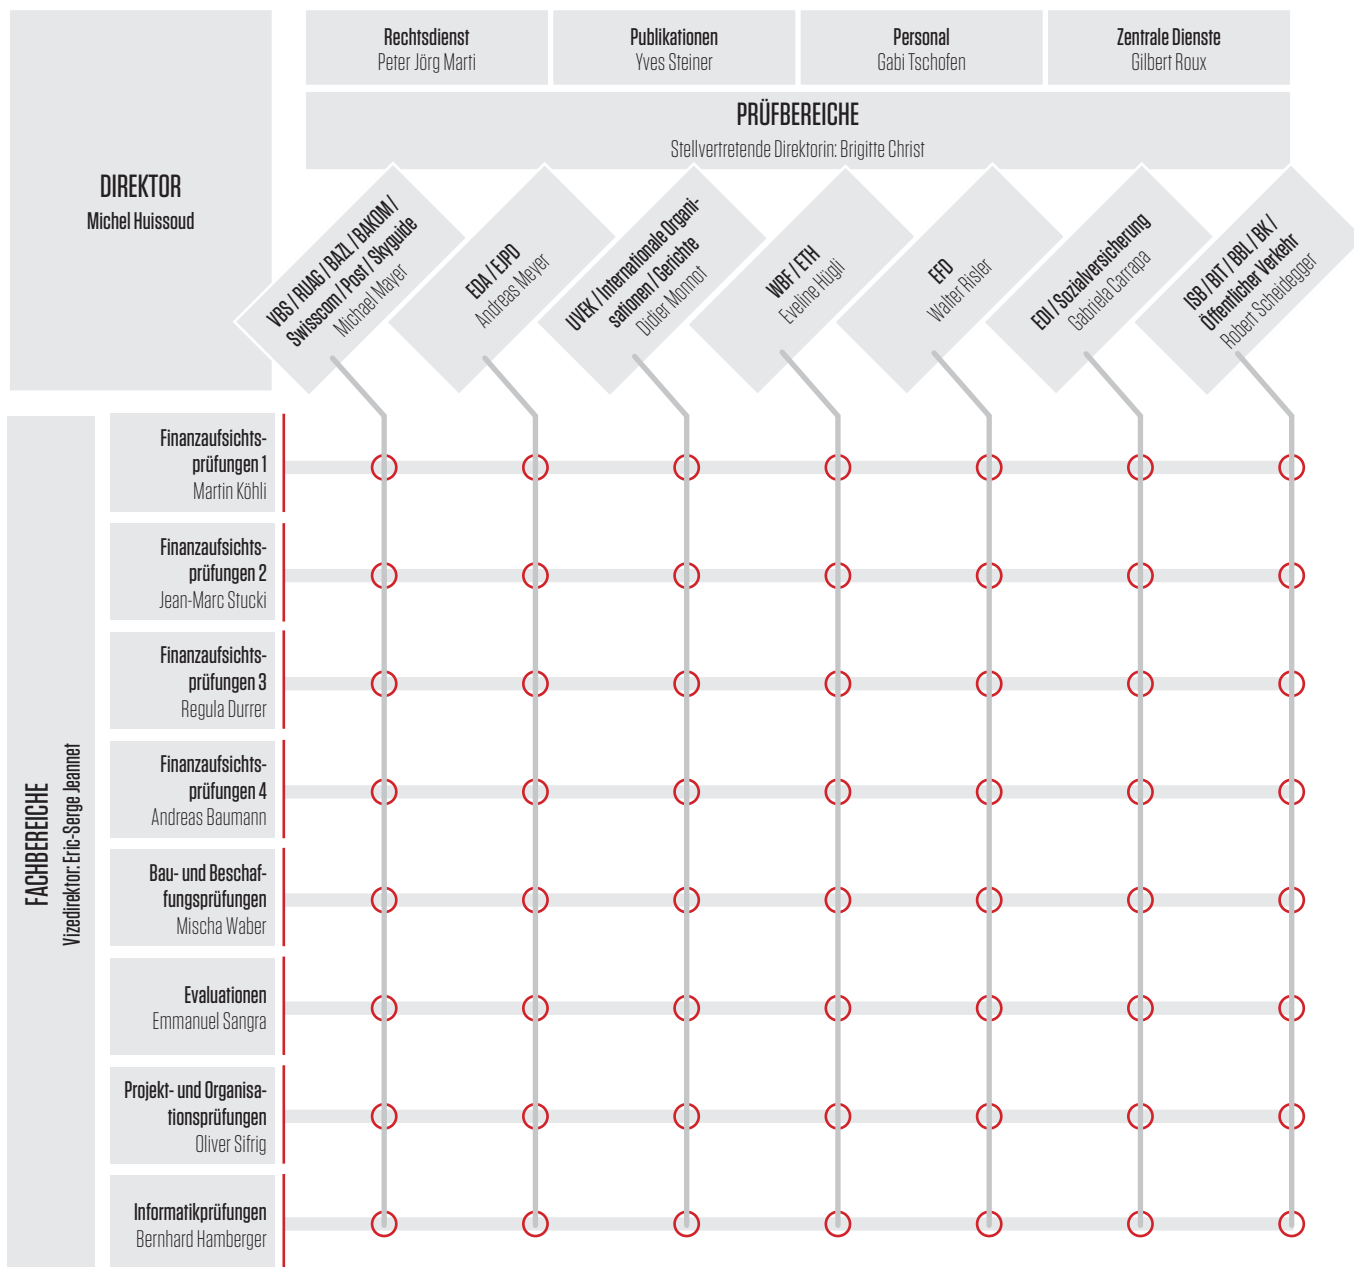 Rechtsdienst
Peter Jörg Marti
Publikationen
Yves Steiner
Personal
Gabi Tschofen
Zentrale Dienste
Gilbert Roux
PRÜFBEREICHE
Stellvertretende Direktorin: Brigitte Christ
DIREKTOR
Michel Huissoud
VBS / RUAG / BAZL / BAKOM /
Swisscom / Post / Skyguide
Michael Mayer
EDA / EJPD
Andreas Meyer
UVEK / Internationale Organi-
sationen / Gerichte
Didier Monnot
WBF / ETH
Eveline Hügli
EFD
Walter Risler
EDI / Sozialversicherung
Gabriela Carrapa
ISB / BIT / BBL / BK /
Öffentlicher Verkehr
Robert Scheidegger
FACHBEREICHE
Vizedirektor: Eric-Serge Jeannet
Finanzaufsichts-
prüfungen 1
Martin Köhli
Finanzaufsichts-
prüfungen 2
Jean-Marc Stucki
Finanzaufsichts-
prüfungen 3
Regula Durrer
Finanzaufsichts-
prüfungen 4
Andreas Baumann
Bau- und Beschaf-
fungsprüfungen
Mischa Waber
Evaluationen
Emmanuel Sangra
Projekt- und Organisa-
tionsprüfungen
Oliver Sifrig
Informatikprüfungen
Bernhard Hamberger